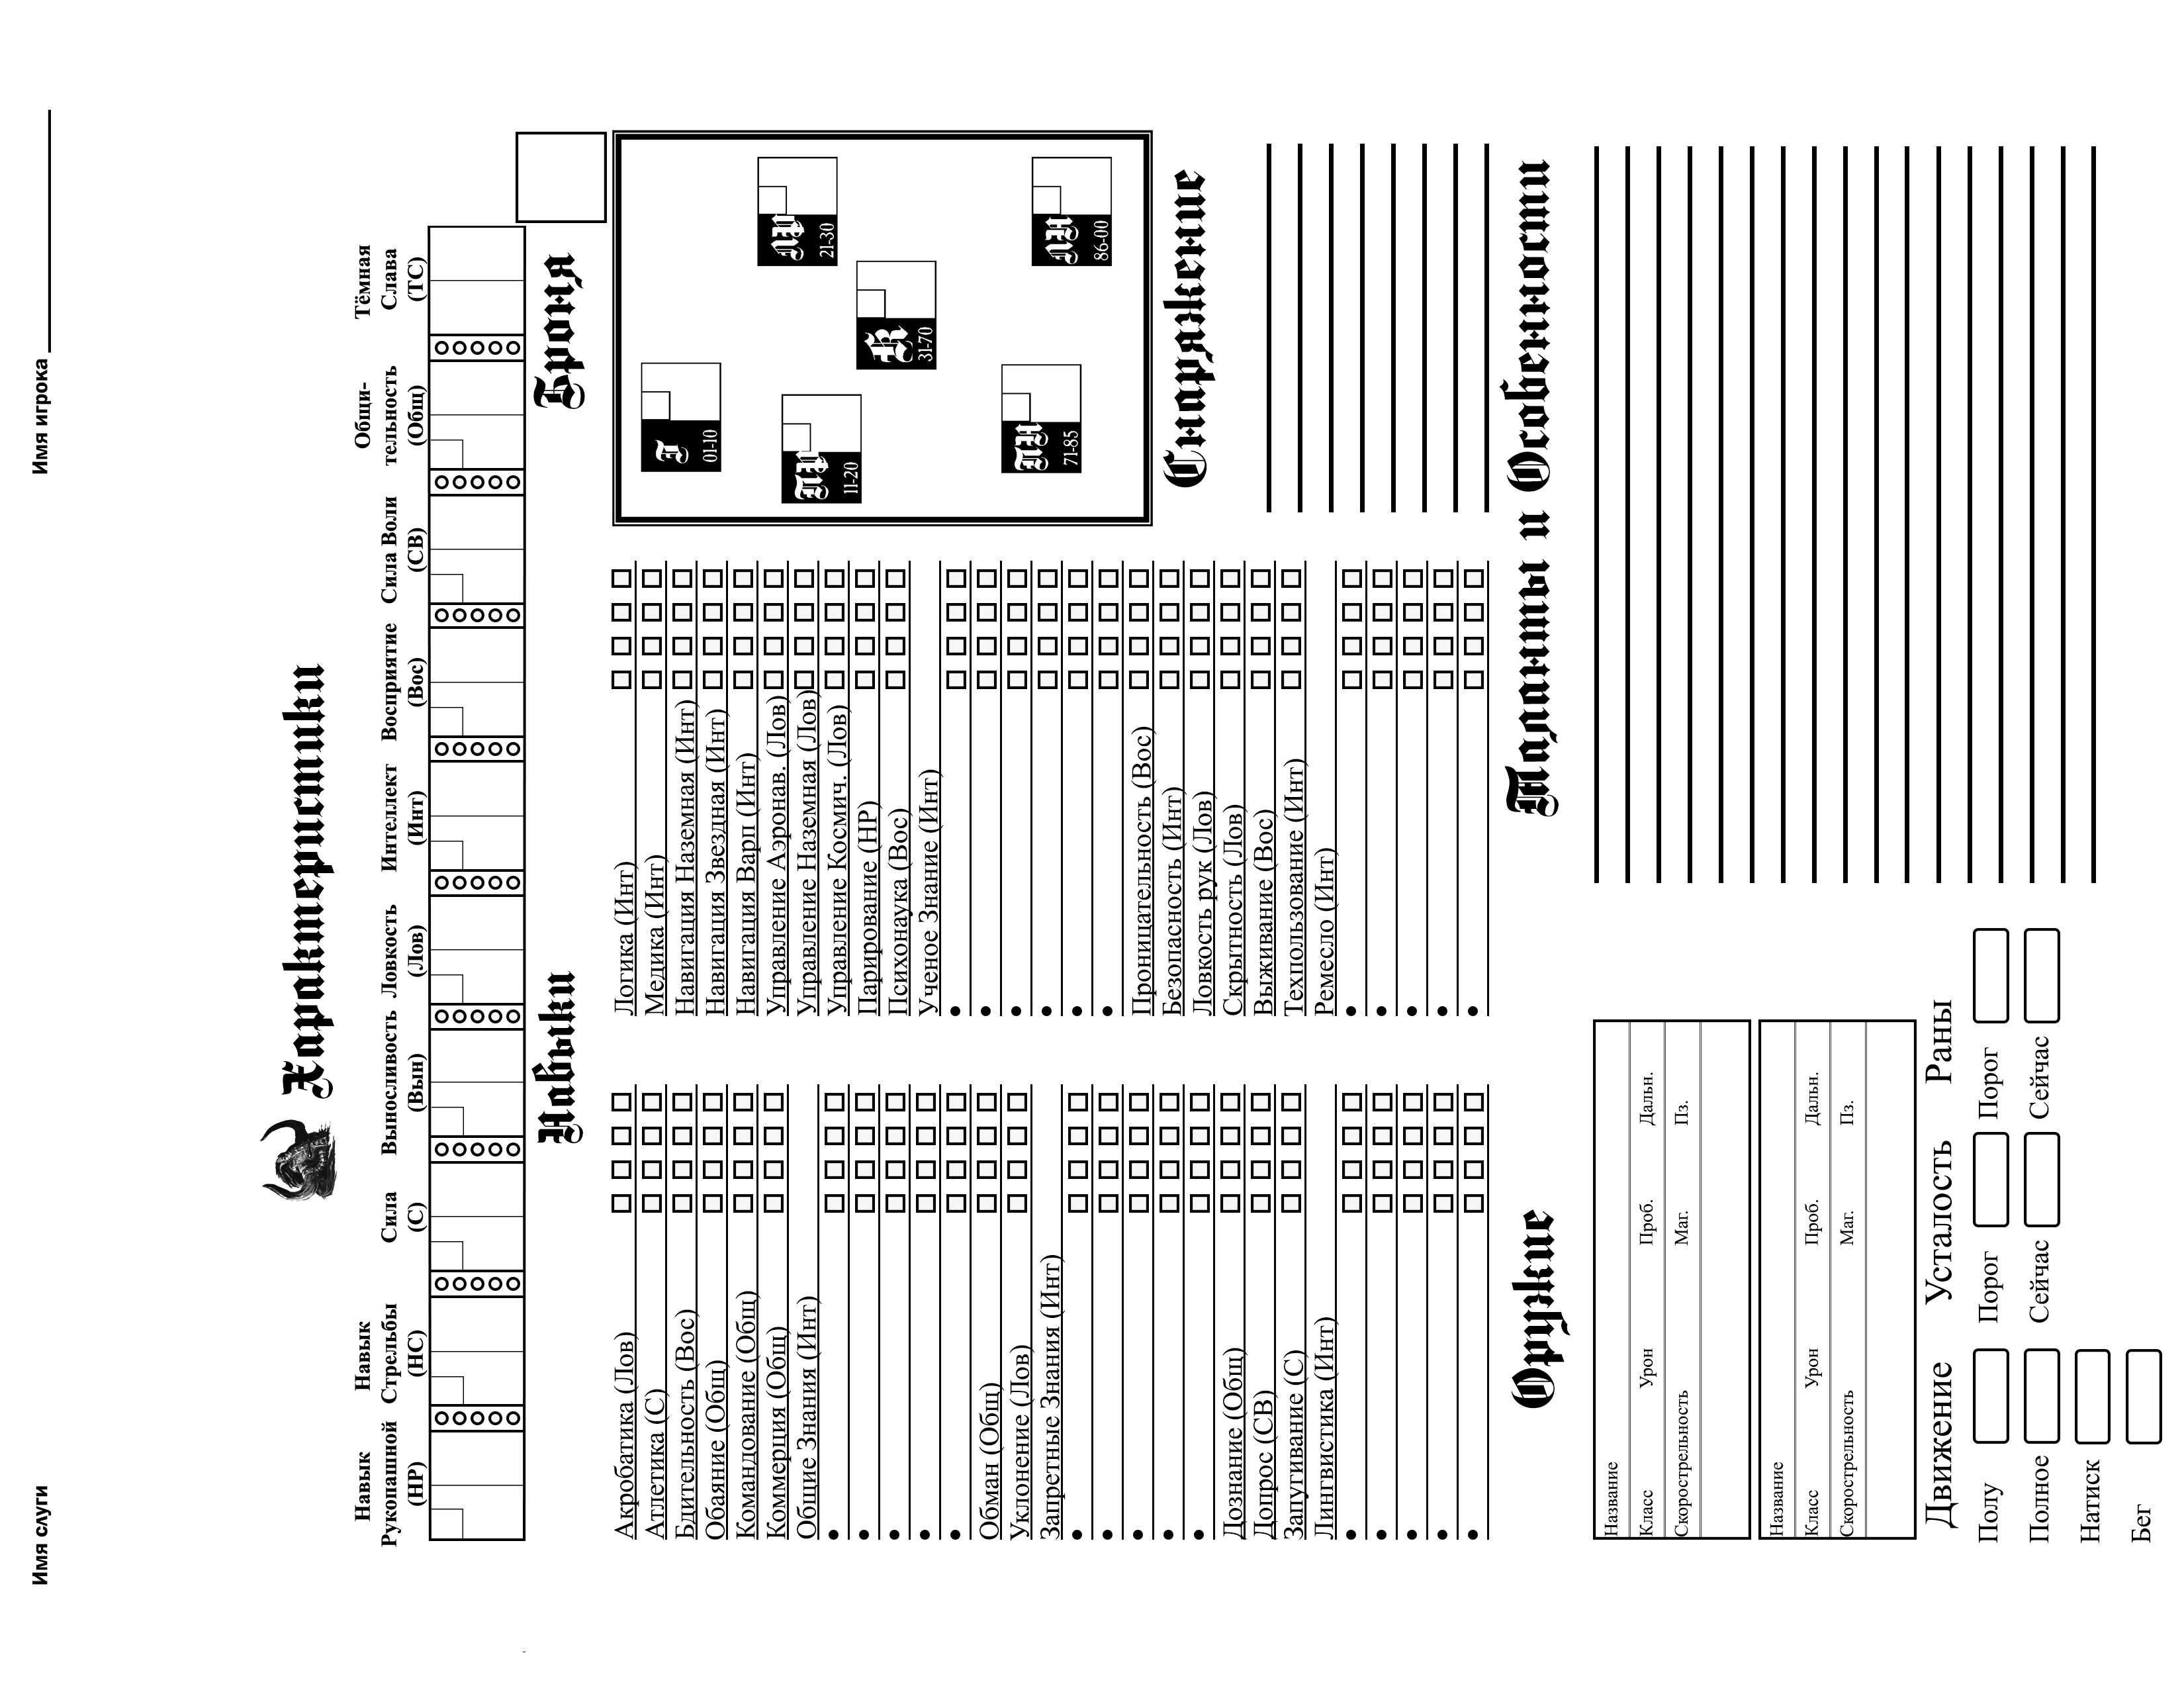 Имя слуги
Имя игрока
Характеристики
Навык
Рукопашной
(НР)
Навык
Стрельбы
(НС)
Сила
(С)
Выносливость
(Вын)
Ловкость
(Лов)
Интеллект
(Инт)
Восприятие
(Вос)
Сила Воли
(СВ)
Общи-
тельность
(Общ)
Тёмная
Слава
(ТС)
Навыки
Акробатика (Лов)
Атлетика (С)
Бдительность (Вос)
Обаяние (Общ)
Командование (Общ)
Коммерция (Общ)
Общие Знания (Инт)
•
•
•
•
•
Обман (Общ)
Уклонение (Лов)
Запретные Знания (Инт)
•
•
•
•
•
Дознание (Общ)
Допрос (СВ)
Запугивание (С)
Лингвистика (Инт)
•
•
•
•
•
Логика (Инт)
Медика (Инт)
Навигация Наземная (Инт)
Навигация Звездная (Инт)
Навигация Варп (Инт)
Управление Аэронав. (Лов)
Управление Наземная (Лов)
Управление Космич. (Лов)
Парирование (НР)
Психонаука (Вос)
Ученое Знание (Инт)
•
•
•
•
•
•
Проницательность (Вос)
Безопасность (Инт)
Ловкость рук (Лов)
Скрытность (Лов)
Выживание (Вос)
Техпользование (Инт)
Ремесло (Инт)
•
•
•
•
•
Броня
Г
01-10
ПР
11-20
ЛР
21-30
К
31-70
ПН
71-85
ЛН
86-00
Снаряжение
Оружие
Название
Класс Урон Проб. Дальн.
Скорострельность Маг. Пз.
Название
Класс Урон Проб. Дальн.
Скорострельность Маг. Пз.
Таланты и Особенности
Движение
Полу
Полное
Натиск
Бег
Усталость
Порог
Сейчас
Раны
Порог
Сейчас